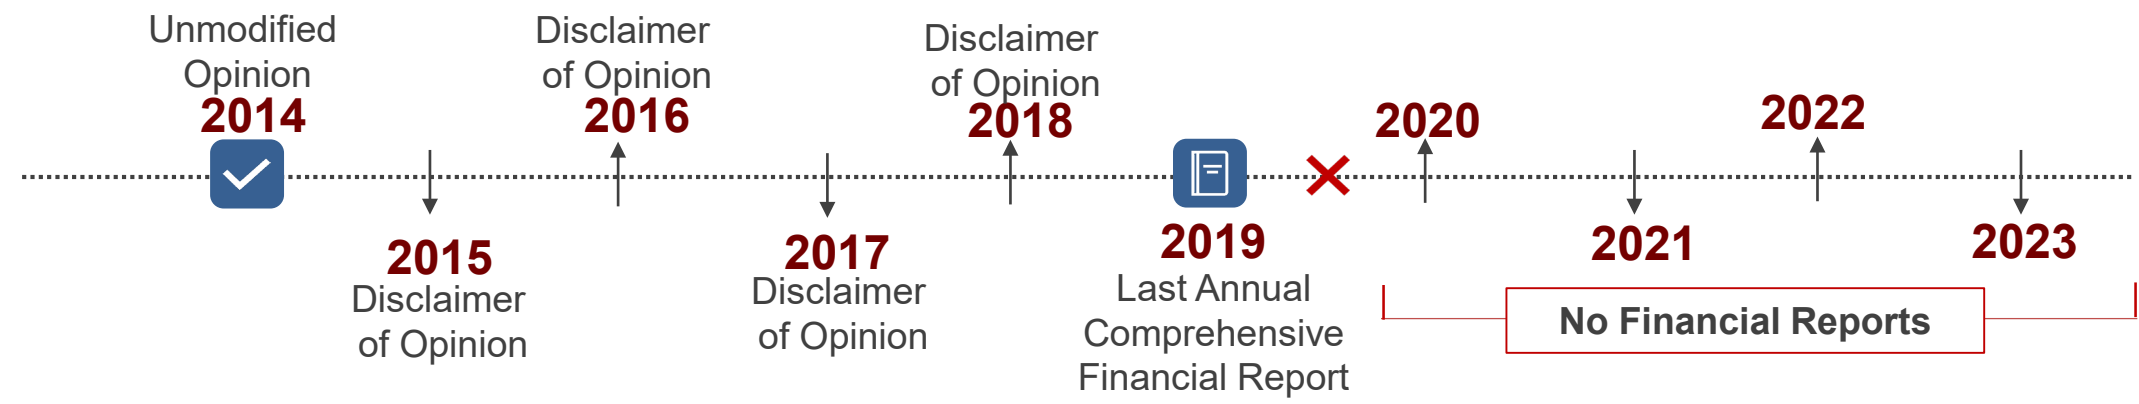 Unmodified
Opinion
2014
2015
Disclaimer
of Opinion
Disclaimer
of Opinion
2016
2017
Disclaimer
of Opinion
Disclaimer
of Opinion
2018
2019
Last Annual
Comprehensive
Financial Report
2020
2021
2022
2023
No Financial Reports